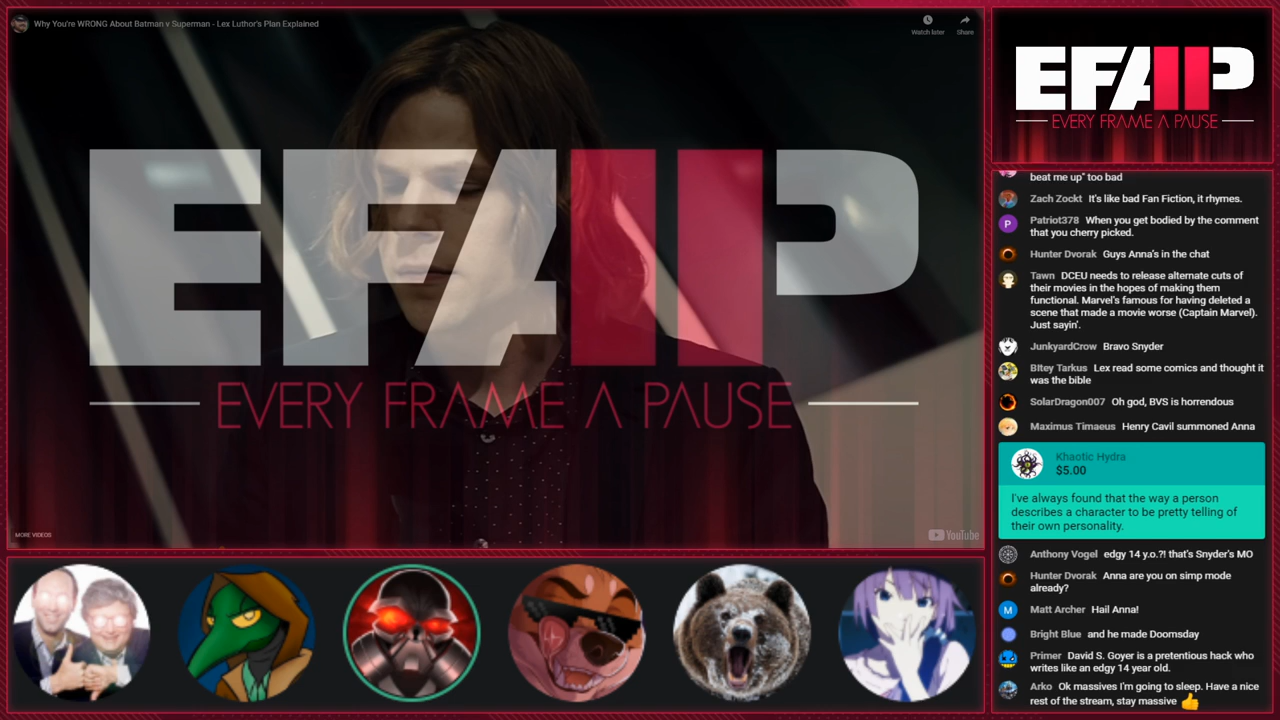 Why You're WRONG About Batman v Superman - Lex Luthor's Plan Explained
Watch later
Share
EFAP
EVERY FRAME A PAUSE
MORE VIDEOS
YouTube
EFAP
EVERY FRAME A PAUSE
beat me up" too bad
Zach Zockt It's like bad Fan Fiction, it rhymes.
P
Patriot378 When you get bodied by the comment
that you cherry picked.
Hunter Dvorak Guys Anna's in the chat
Tawn DCEU needs to release alternate cuts of
their movies in the hopes of making them
functional. Marvel's famous for having deleted a
scene that made a movie worse (Captain Marvel).
Just sayin'.
JunkyardCrow Bravo Snyder
BItey Tarkus Lex read some comics and thought it
was the bible
SolarDragon007 Oh god, BVS is horrendous
Maximus Timaeus Henry Cavil summoned Anna
Khaotic Hydra
$5.00
I've always found that the way a person
describes a character to be pretty telling of
their own personality.
Anthony Vogel edgy 14 y.o.?! that's Snyder's MO
Hunter Dvorak Anna are you on simp mode
already?
M
Matt Archer Hail Anna!
Bright Blue and he made Doomsday
Primer David S. Goyer is a pretentious hack who
writes like an edgy 14 year old.
Arko Ok massives I'm going to sleep. Have a nice
rest of the stream, stay massive 👍